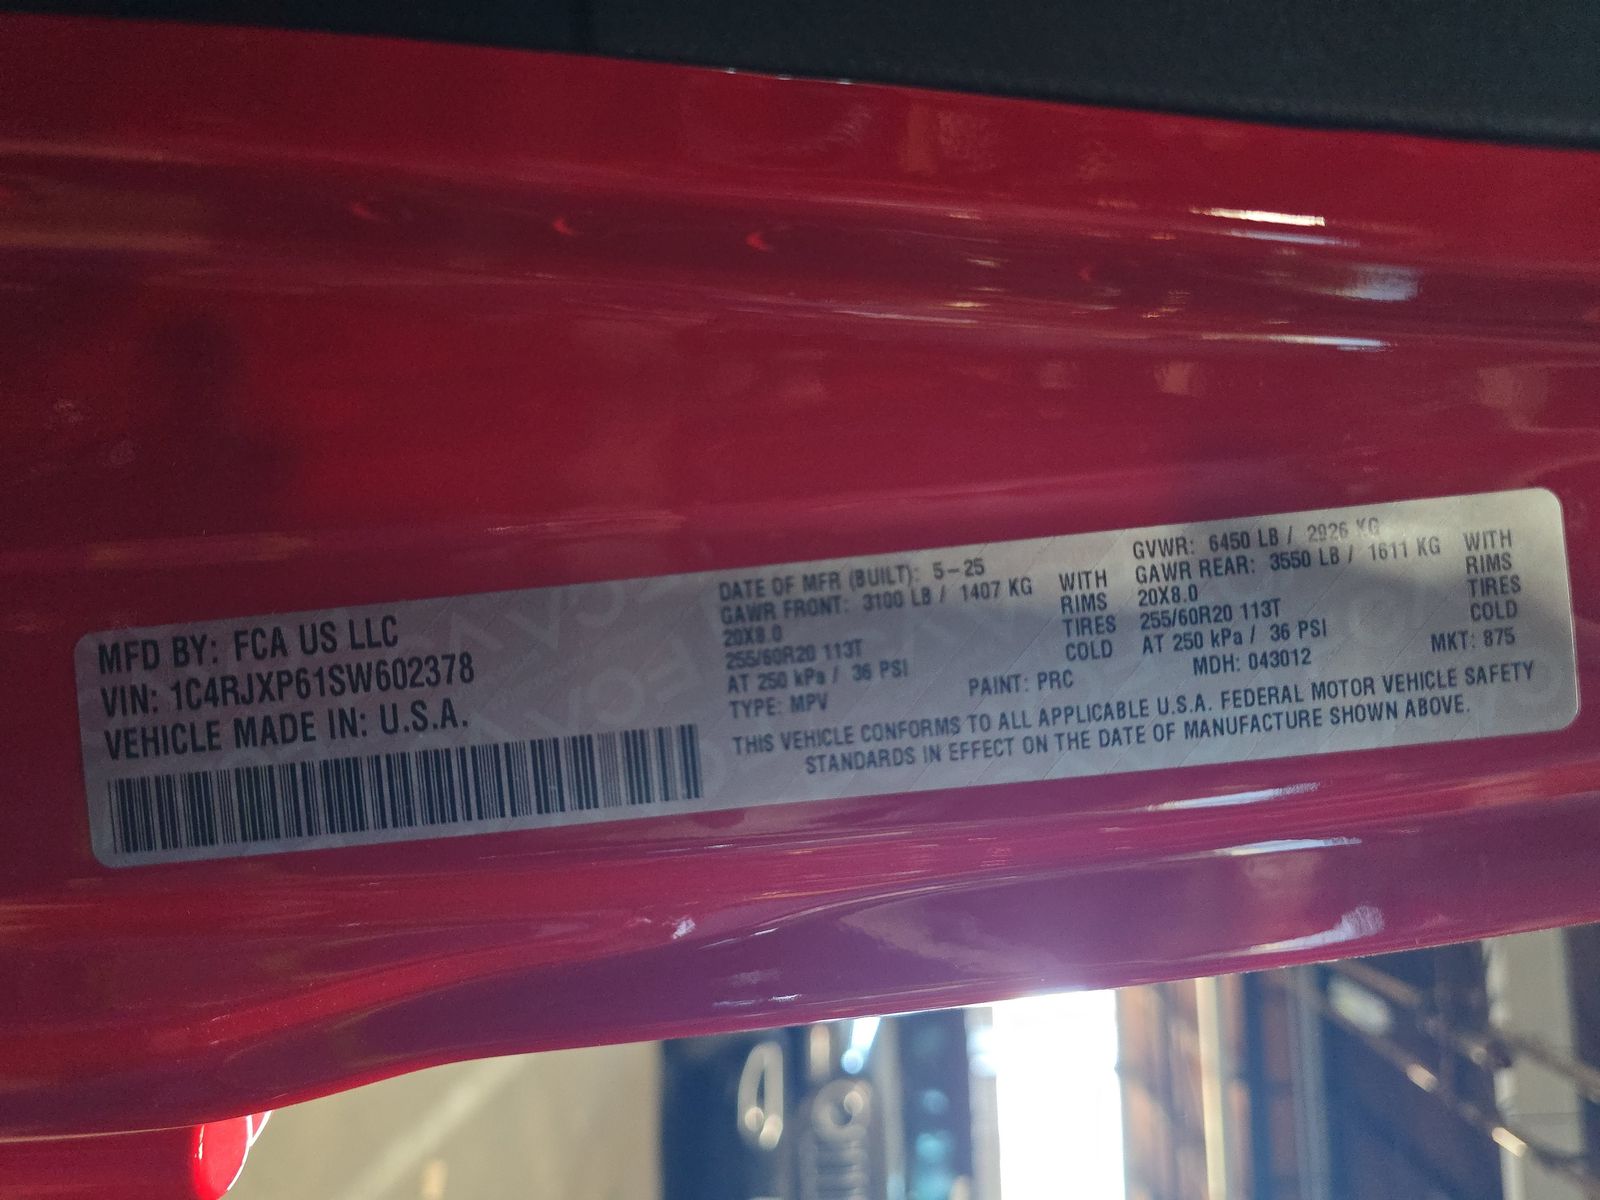 MFD BY: FCA US LLC
VIN: 1C4RJXP61SW602378
VEHICLE MADE IN: U.S.A.
DATE OF MFR (BUILT): 5-25
GAWR FRONT: 3100 LB / 1407 KG WITH
20X8.0 RIMS
255/60R20 113T TIRES
AT 250 kPa / 36 PSI COLD
TYPE: MPV
PAINT: PRC
GVWR: 6450 LB / 2926 KG
GAWR REAR: 3550 LB / 1611 KG WITH
20X8.0 RIMS
255/60R20 113T TIRES
AT 250 kPa / 36 PSI COLD
MDH: 043012
MKT: 875
THIS VEHICLE CONFORMS TO ALL APPLICABLE U.S.A. FEDERAL MOTOR VEHICLE SAFETY
STANDARDS IN EFFECT ON THE DATE OF MANUFACTURE SHOWN ABOVE.